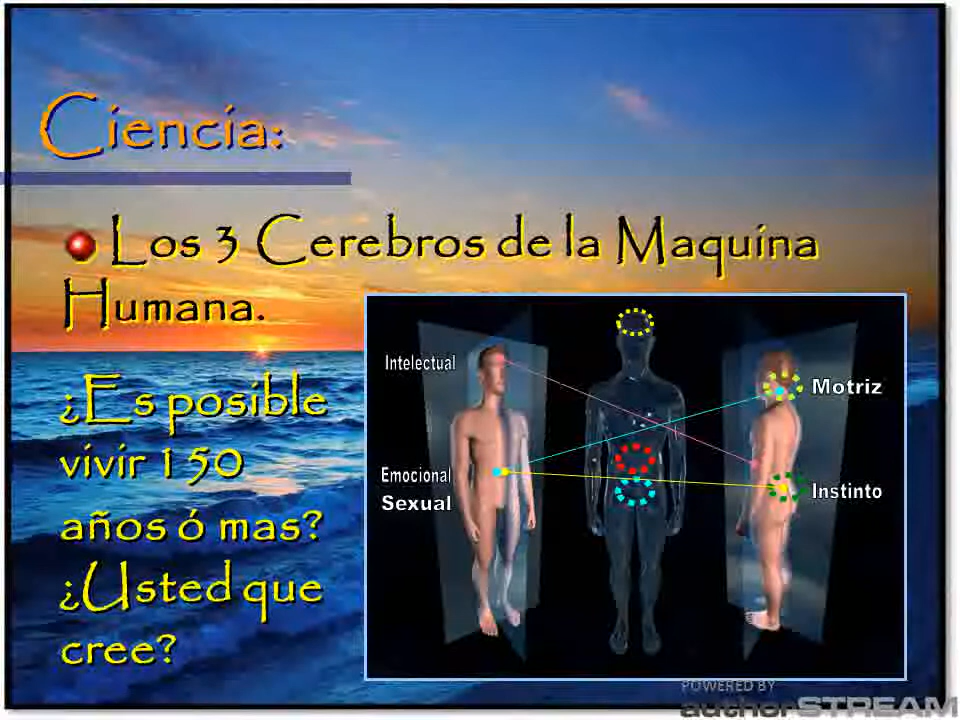 Ciencia:
Los 3 Cerebros de la Maquina
Humana.
Intelectual
Motriz
¿Es posible
vivir 150
Emocional
Sexual
Instinto
años ó mas?
¿Usted que
cree?
POWERED BY
authorSTREAM